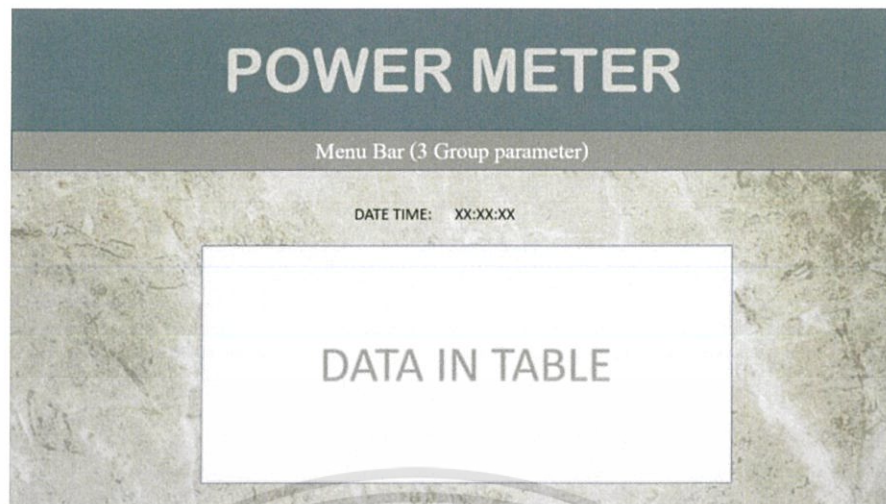 POWER METER
Menu Bar (3 Group parameter)
DATE TIME: XX:XX:XX
DATA IN TABLE